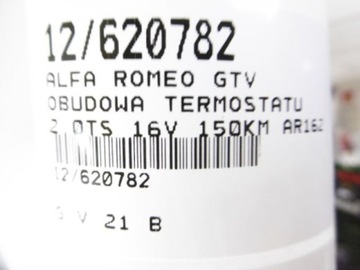 12/620782
ALFA ROMEO GTV
OBUDOWA TERMOSTATU
2 0TS 16V 150KM AR162
12/620782
G V 21 B